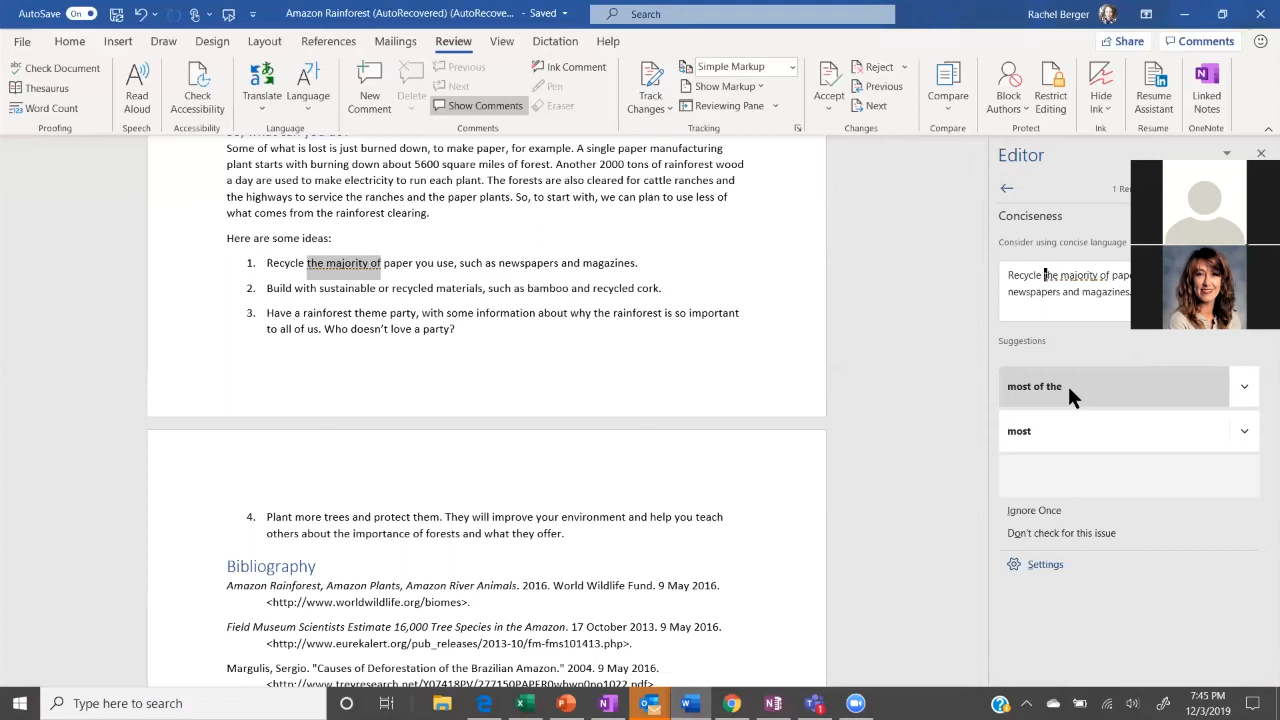 AutoSave On
AmazonReviewComments - Saved
Search
Rachel Berger
File Home Insert Draw Design Layout References Mailings Review View Dictation Help
Share Comments
Check Document
Thesaurus
Word Count
Proofing
Read Aloud
Speech
Check Accessibility
Accessibility
Translate Language
Language
New Comment
Delete
Previous
Next
Show Comments
Ink Comment
Pen
Eraser
Comments
Track Changes
Simple Markup
Show Markup
Reviewing Pane
Tracking
Accept
Reject
Previous
Next
Changes
Compare
Compare
Block Authors
Restrict Editing
Protect
Hide Ink
Ink
Resume Assistant
Resume
Linked Notes
OneNote
So, what can you do?
Some of what is lost is just burned down, to make paper, for example. A single paper manufacturing
plant starts with burning down about 5600 square miles of forest. Another 2000 tons of rainforest wood
a day are used to make electricity to run each plant. The forests are also cleared for cattle ranches and
the highways to service the ranches and the paper plants. So, to start with, we can plan to use less of
what comes from the rainforest clearing.
Here are some ideas:
1. Recycle the majority of paper you use, such as newspapers and magazines.
2. Build with sustainable or recycled materials, such as bamboo and recycled cork.
3. Have a rainforest theme party, with some information about why the rainforest is so important
to all of us. Who doesn't love a party?
4. Plant more trees and protect them. They will improve your environment and help you teach
others about the importance of forests and what they offer.
Bibliography
Amazon Rainforest, Amazon Plants, Amazon River Animals. 2016. World Wildlife Fund. 9 May 2016.
<http://www.worldwildlife.org/biomes>.
Field Museum Scientists Estimate 16,000 Tree Species in the Amazon. 17 October 2013. 9 May 2016.
<http://www.eurekalert.org/pub_releases/2013-10/fm-fms101413.php>.
Margulis, Sergio. "Causes of Deforestation of the Brazilian Amazon." 2004. 9 May 2016.
Editor
1
Conciseness
Consider using concise language
Recycle the majority of
newspapers and magazines.
Suggestions
most of the
most
Ignore Once
Don't check for this issue
Settings
Type here to search
7:45 PM
12/3/2019